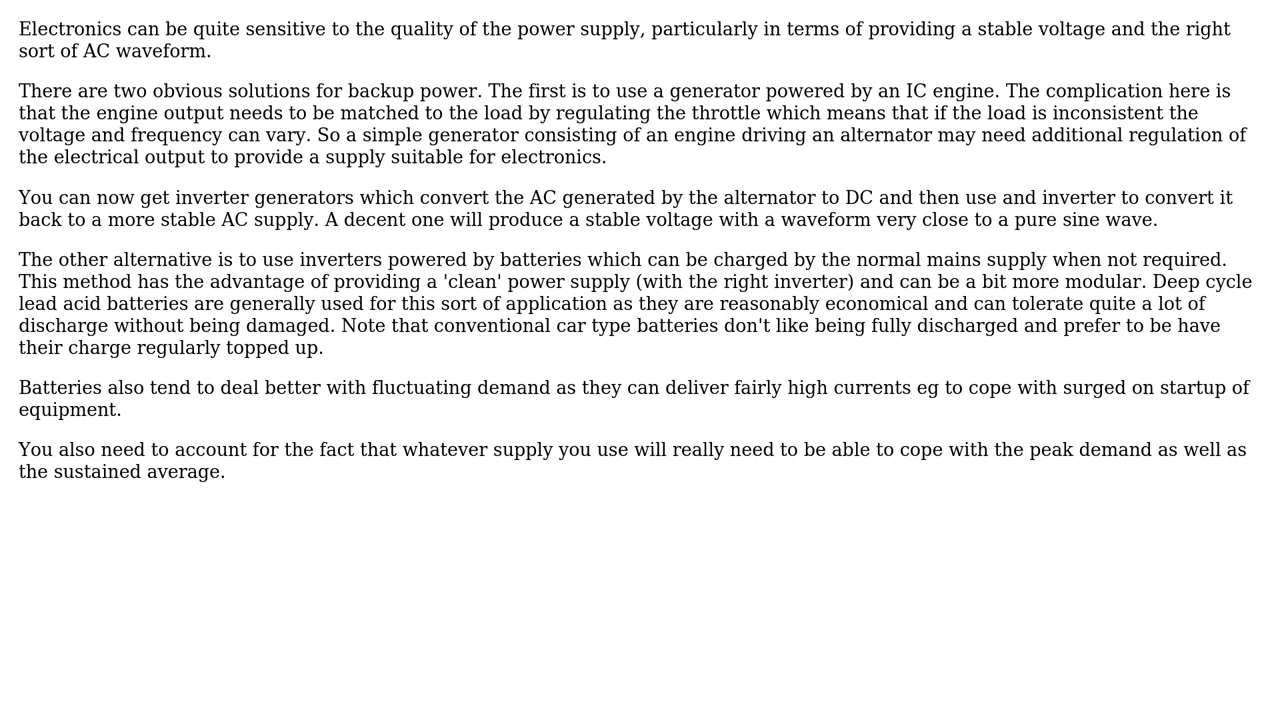 Electronics can be quite sensitive to the quality of the power supply, particularly in terms of providing a stable voltage and the right
sort of AC waveform.
There are two obvious solutions for backup power. The first is to use a generator powered by an IC engine. The complication here is
that the engine output needs to be matched to the load by regulating the throttle which means that if the load is inconsistent the
voltage and frequency can vary. So a simple generator consisting of an engine driving an alternator may need additional regulation of
the electrical output to provide a supply suitable for electronics.
You can now get inverter generators which convert the AC generated by the alternator to DC and then use and inverter to convert it
back to a more stable AC supply. A decent one will produce a stable voltage with a waveform very close to a pure sine wave.
The other alternative is to use inverters powered by batteries which can be charged by the normal mains supply when not required.
This method has the advantage of providing a 'clean' power supply (with the right inverter) and can be a bit more modular. Deep cycle
lead acid batteries are generally used for this sort of application as they are reasonably economical and can tolerate quite a lot of
discharge without being damaged. Note that conventional car type batteries don't like being fully discharged and prefer to be have
their charge regularly topped up.
Batteries also tend to deal better with fluctuating demand as they can deliver fairly high currents eg to cope with surged on startup of
equipment.
You also need to account for the fact that whatever supply you use will really need to be able to cope with the peak demand as well as
the sustained average.